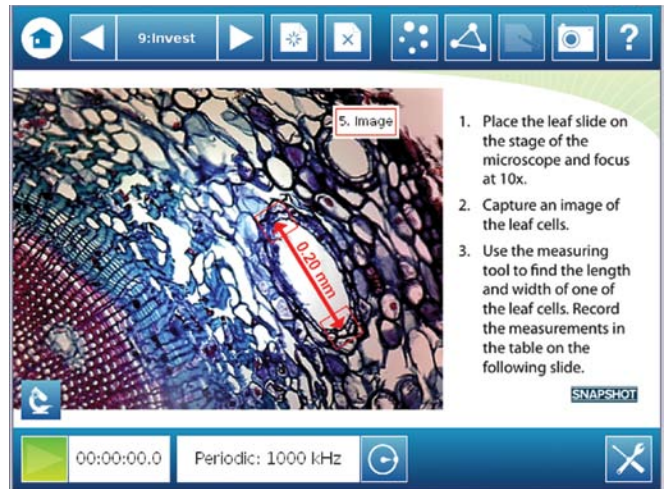 9:Invest
?
5. Image
0.20 mm
1. Place the leaf slide on
the stage of the
microscope and focus
at 10x.
2. Capture an image of
the leaf cells.
3. Use the measuring
tool to find the length
and width of one of
the leaf cells. Record
the measurements in
the table on the
following slide.
SNAPSHOT
00:00:00.0
Periodic: 1000 kHz